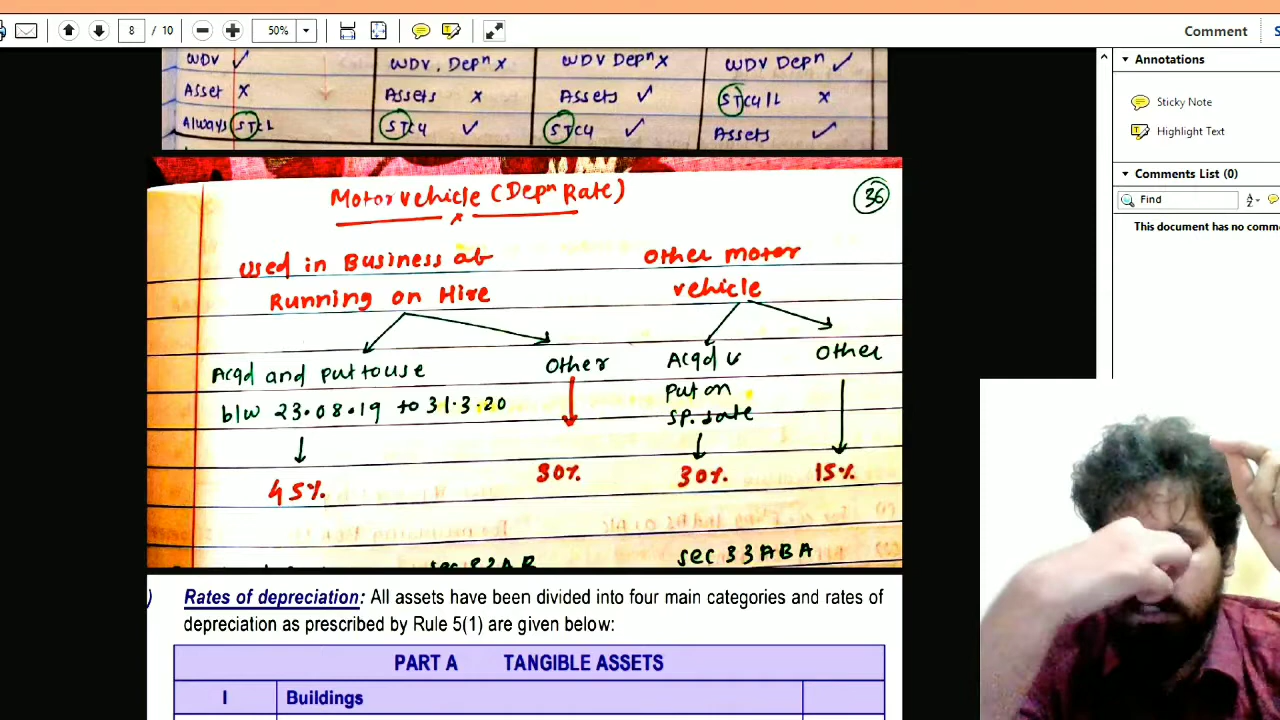 8 / 10
50%
Comment
Annotations
Sticky Note
Highlight Text
Comments List (0)
Find
This document has no comm
WDV ✓
Asset ×
Always STCL
WDV, Depⁿ ×
Assets ×
STCG ✓
WDV Depⁿ ×
Assets ✓
STCG ✓
WDV Depⁿ ✓
STCG/L ×
Assets ✓
Motor vehicle (Depⁿ Rate)
36
Used in Business of
Running on Hire
Other motor
vehicle
Acqd and put to use
b/w 23.08.19 to 31.3.20
45%
Other
30%
Acqd &
put on
sp. date
30%
Other
15%
sec 33ABA
Rates of depreciation: All assets have been divided into four main categories and rates of
depreciation as prescribed by Rule 5(1) are given below:
PART A TANGIBLE ASSETS
I Buildings